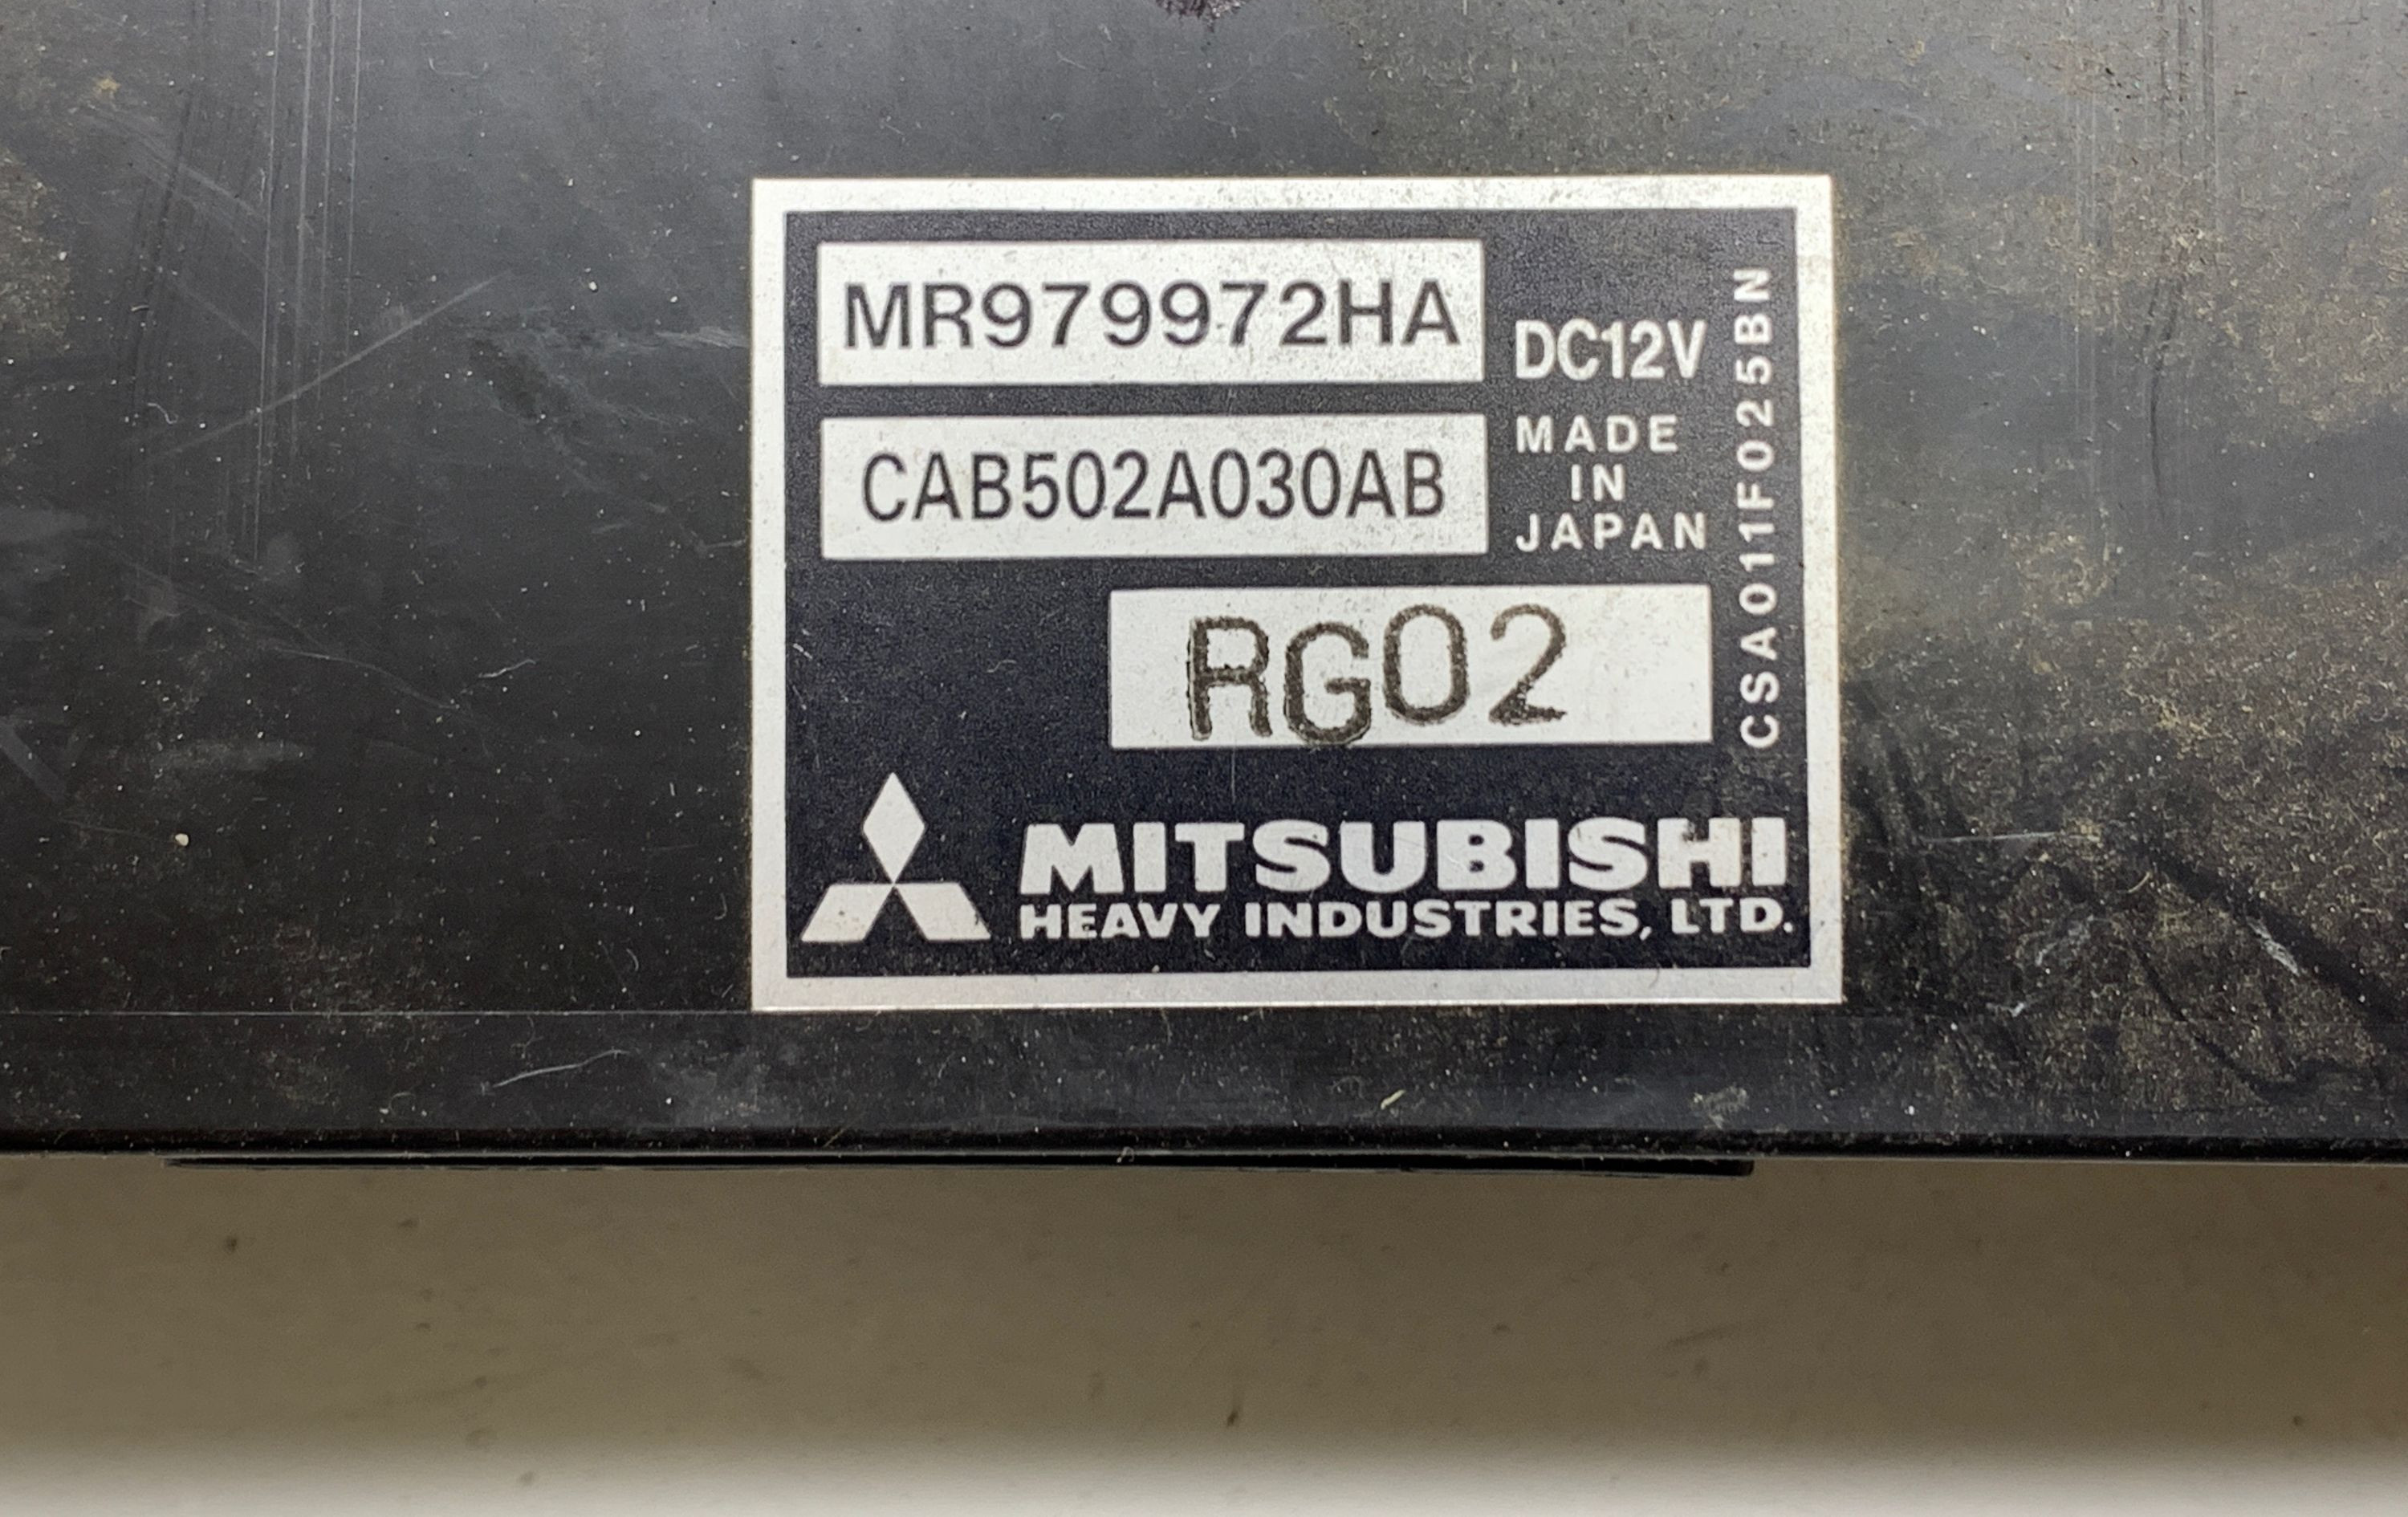 MR979972HA
DC12V
CAB502A030AB
MADE
IN
JAPAN
RG02
CSA011F025BN
MITSUBISHI
HEAVY INDUSTRIES, LTD.